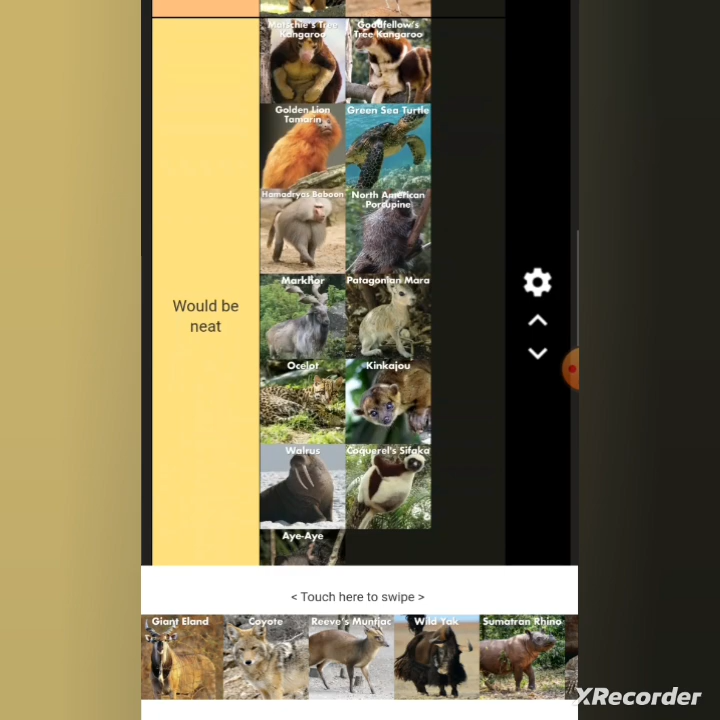 Matschie's Tree
Kangaroo
Goodfellow's
Tree Kangaroo
Golden Lion
Tamarin
Green Sea Turtle
Hamadryas Baboon
North American
Porcupine
Markhor
Patagonian Mara
Would be
neat
Ocelot
Kinkajou
Walrus
Coquerel's Sifaka
Aye-Aye
< Touch here to swipe >
Giant Eland
Coyote
Reeve's Muntjac
Wild Yak
Sumatran Rhino
XRecorder